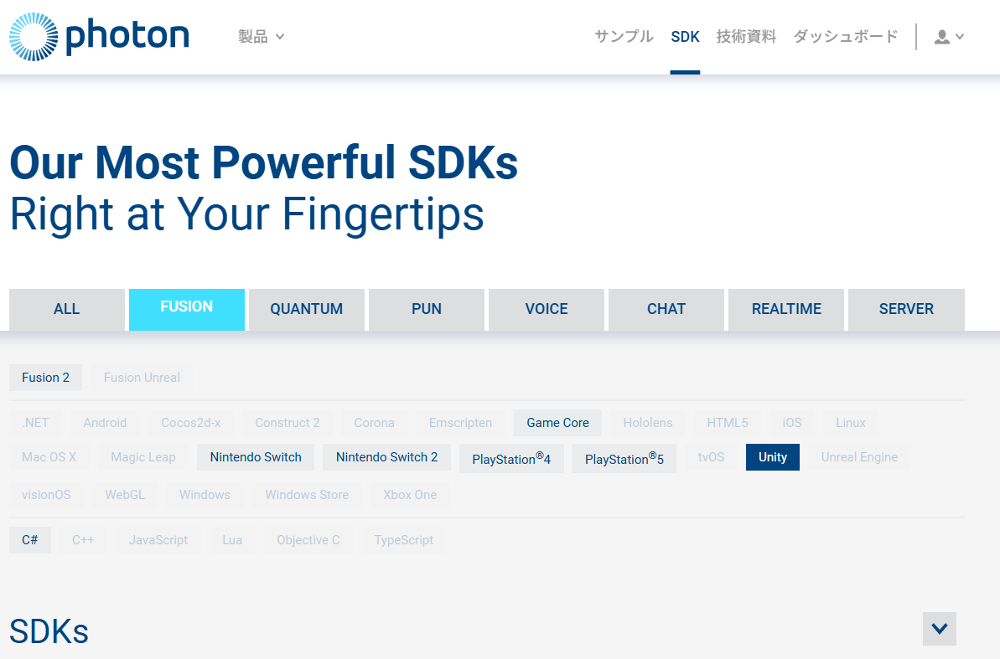 photon 製品 サンプル SDK 技術資料 ダッシュボード
Our Most Powerful SDKs
Right at Your Fingertips
ALL FUSION QUANTUM PUN VOICE CHAT REALTIME SERVER
Fusion 2 Fusion Unreal
.NET Android Cocos2d-x Construct 2 Corona Emscripten Game Core Hololens HTML5 iOS Linux
Mac OS X Magic Leap Nintendo Switch Nintendo Switch 2 PlayStation®4 PlayStation®5 tvOS Unity Unreal Engine
visionOS WebGL Windows Windows Store Xbox One
C# C++ JavaScript Lua Objective C TypeScript
SDKs